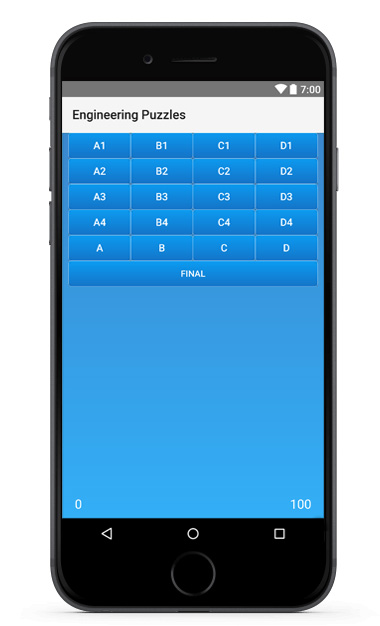 7:00
Engineering Puzzles
A1 B1 C1 D1
A2 B2 C2 D2
A3 B3 C3 D3
A4 B4 C4 D4
A B C D
FINAL
0 100